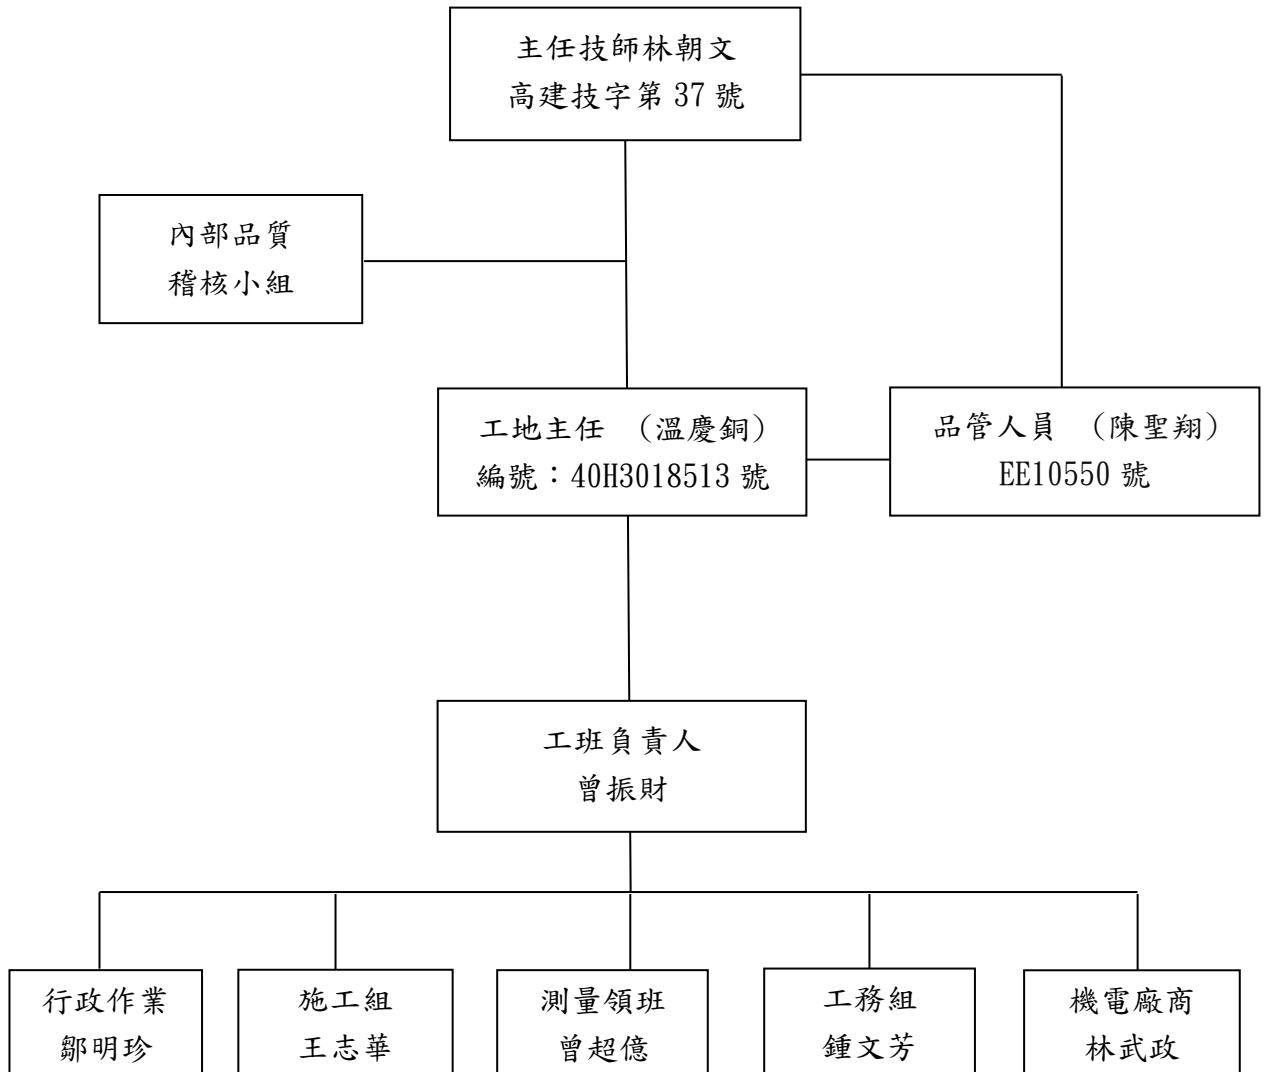 主任技師林朝文
高建技字第 37 號
內部品質
稽核小組
工地主任 （溫慶銅）
編號：40H3018513 號
品管人員 （陳聖翔）
EE10550 號
工班負責人
曾振財
行政作業
鄒明珍
施工組
王志華
測量領班
曾超億
工務組
鍾文芳
機電廠商
林武政